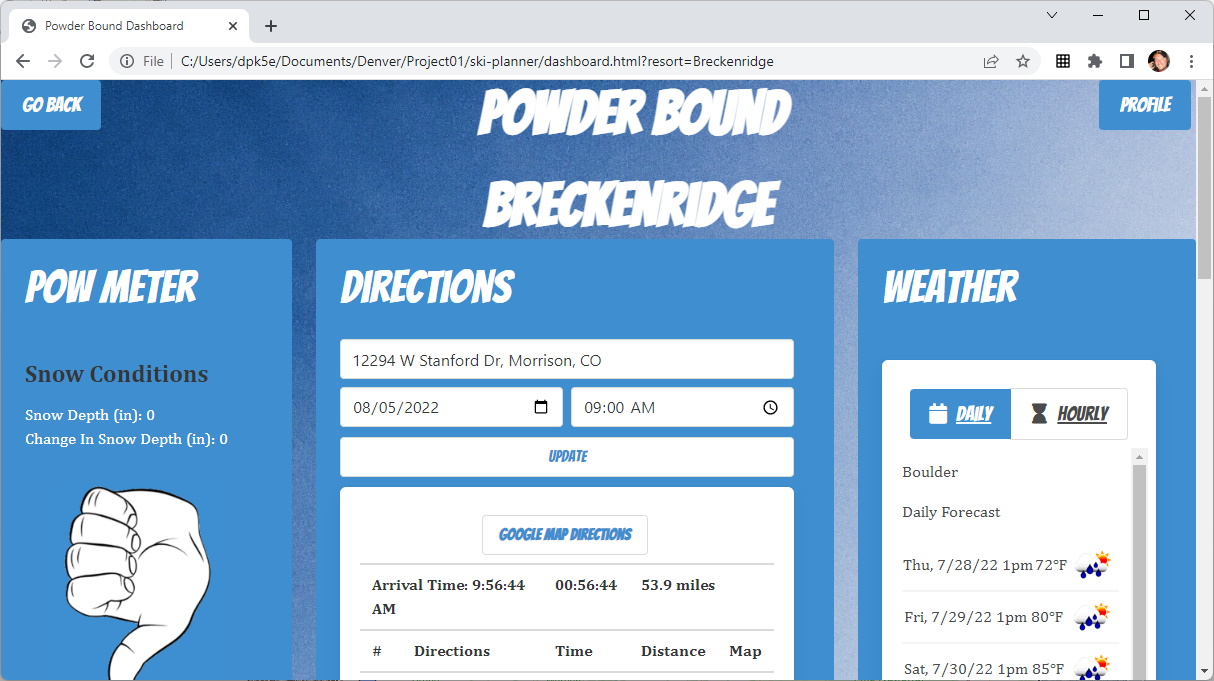 Powder Bound Dashboard
File C:/Users/dpk5e/Documents/Denver/Project01/ski-planner/dashboard.html?resort=Breckenridge
GO BACK
POWDER BOUND
PROFILE
BRECKENRIDGE
POW METER
Snow Conditions
Snow Depth (in): 0
Change In Snow Depth (in): 0
DIRECTIONS
12294 W Stanford Dr, Morrison, CO
08/05/2022 09:00 AM
UPDATE
GOOGLE MAP DIRECTIONS
Arrival Time: 9:56:44 00:56:44 53.9 miles
AM
# Directions Time Distance Map
WEATHER
DAILY HOURLY
Boulder
Daily Forecast
Thu, 7/28/22 1pm 72°F
Fri, 7/29/22 1pm 80°F
Sat, 7/30/22 1pm 85°F